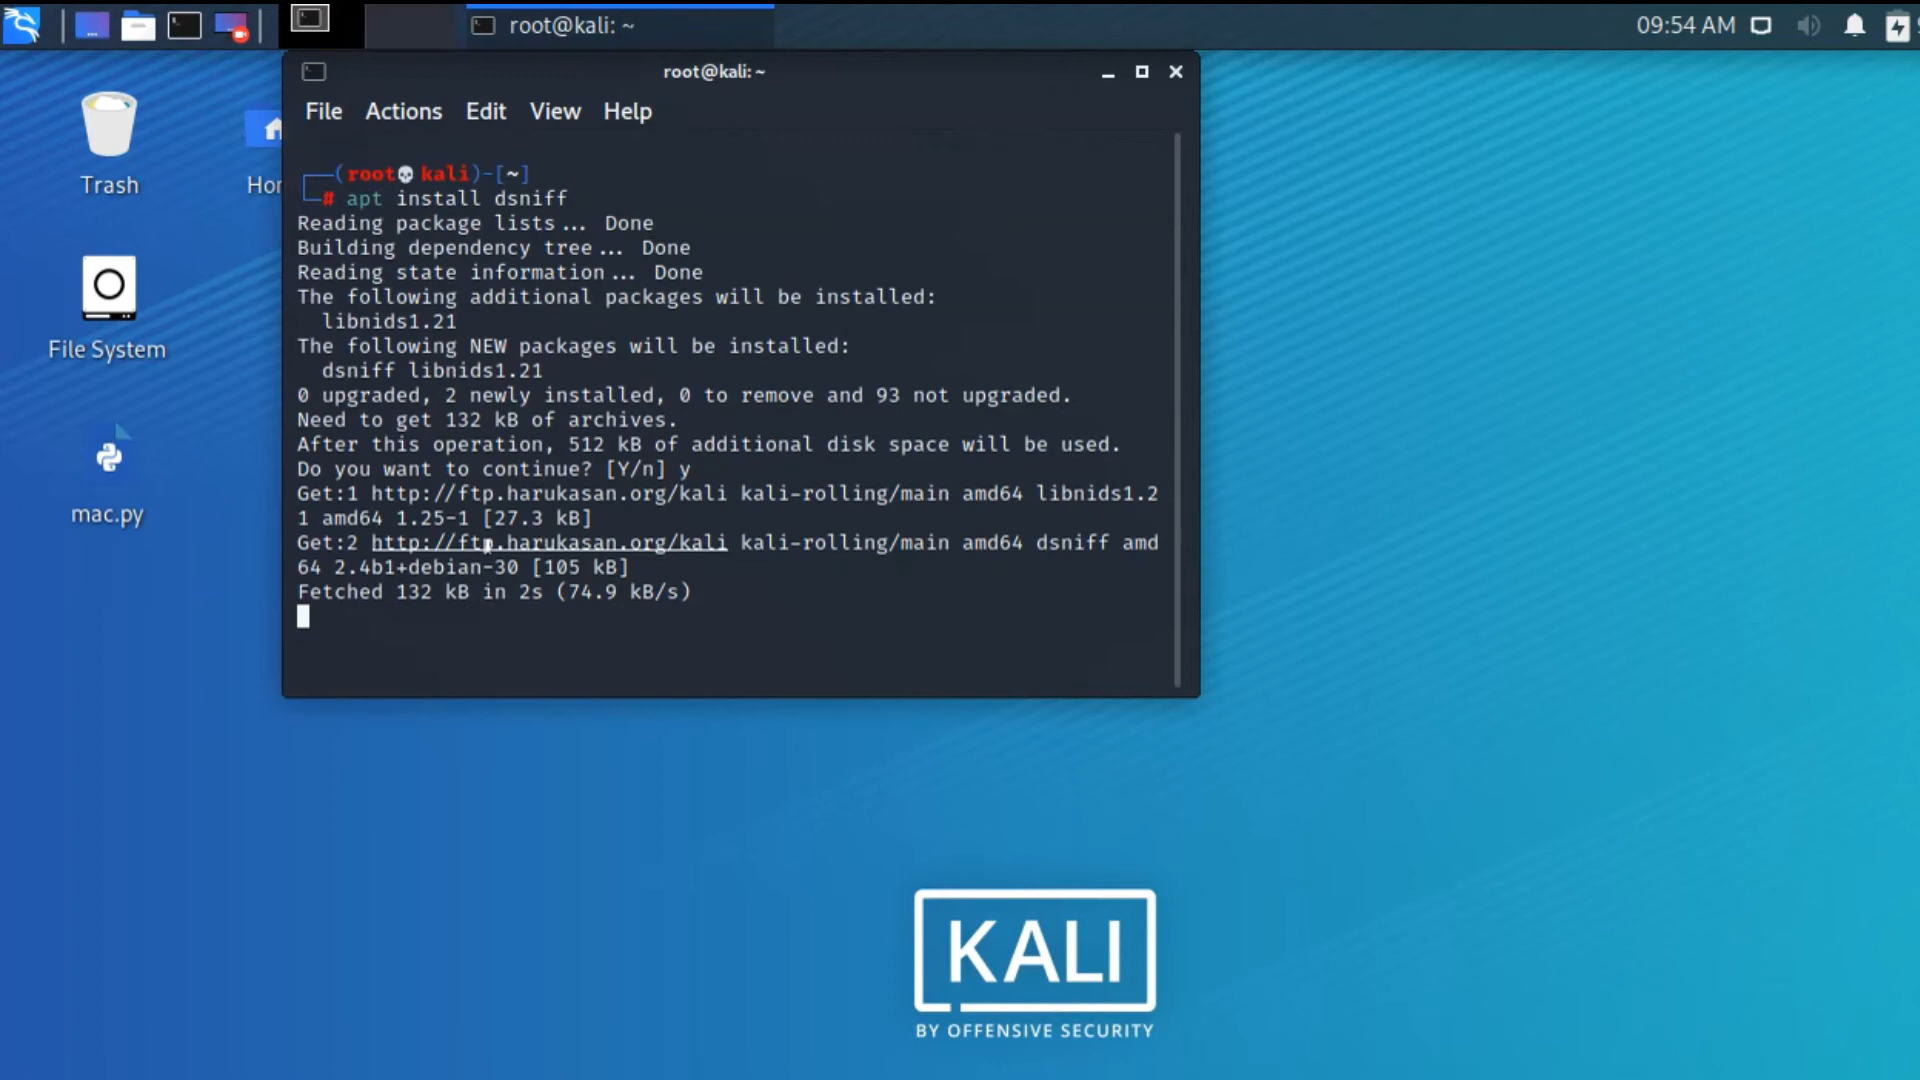 root@kali: ~
09:54 AM
root@kali: ~
File Actions Edit View Help
Trash
Hor
File System
mac.py
(root💀kali)-[~]
# apt install dsniff
Reading package lists... Done
Building dependency tree... Done
Reading state information... Done
The following additional packages will be installed:
libnids1.21
The following NEW packages will be installed:
dsniff libnids1.21
0 upgraded, 2 newly installed, 0 to remove and 93 not upgraded.
Need to get 132 kB of archives.
After this operation, 512 kB of additional disk space will be used.
Do you want to continue? [Y/n] y
Get:1 http://ftp.harukasan.org/kali kali-rolling/main amd64 libnids1.2
1 amd64 1.25-1 [27.3 kB]
Get:2 http://ftp.harukasan.org/kali kali-rolling/main amd64 dsniff amd
64 2.4b1+debian-30 [105 kB]
Fetched 132 kB in 2s (74.9 kB/s)
KALI
BY OFFENSIVE SECURITY